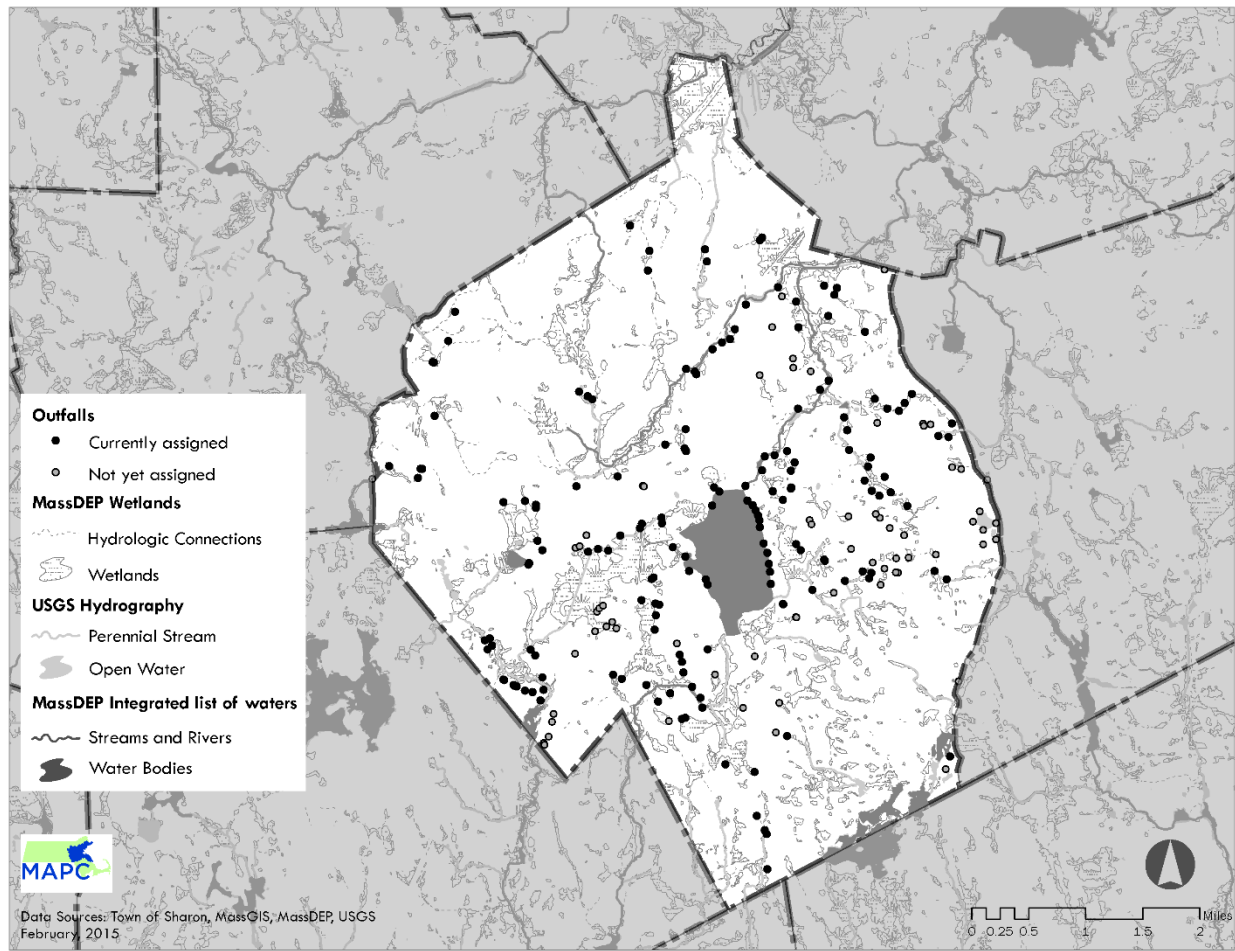 Outfalls
Currently assigned
Not yet assigned
MassDEP Wetlands
Hydrologic Connections
Wetlands
USGS Hydrography
Perennial Stream
Open Water
MassDEP Integrated list of waters
Streams and Rivers
Water Bodies
MAPC
Data Sources: Town of Sharon, MassGIS, MassDEP, USGS
February, 2015
Miles
0 0.25 0.5 1 1.5 2